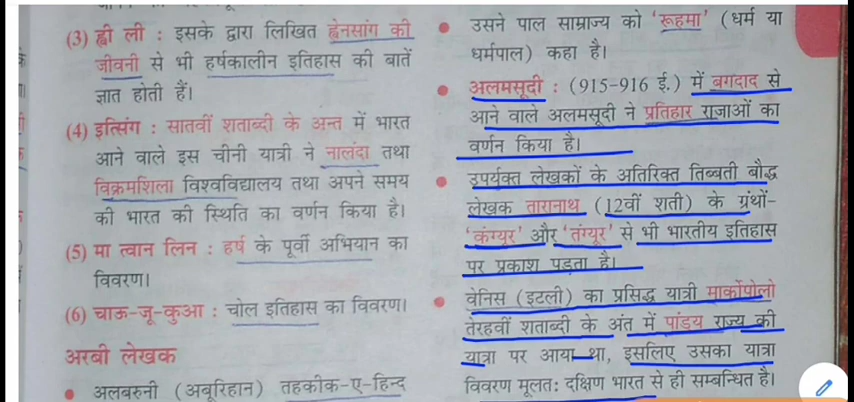 (3) ह्वी ली : इसके द्वारा लिखित ह्वेनसांग की
जीवनी से भी हर्षकालीन इतिहास की बातें
ज्ञात होती हैं।
(4) इत्सिंग : सातवीं शताब्दी के अन्त में भारत
आने वाले इस चीनी यात्री ने नालंदा तथा
विक्रमशिला विश्वविद्यालय तथा अपने समय
की भारत की स्थिति का वर्णन किया है।
(5) मा त्वान लिन : हर्ष के पूर्वी अभियान का
विवरण।
(6) चाऊ-जू-कुआ : चोल इतिहास का विवरण।
अरबी लेखक
• अलबरुनी (अबूरिहान) तहकीक-ए-हिन्द
• उसने पाल साम्राज्य को 'रूहमा' (धर्म या
धर्मपाल) कहा है।
• अलमसूदी : (915-916 ई.) में बगदाद से
आने वाले अलमसूदी ने प्रतिहार राजाओं का
वर्णन किया है।
• उपर्युक्त लेखकों के अतिरिक्त तिब्बती बौद्ध
लेखक तारानाथ (12वीं शती) के ग्रंथों-
'कंग्यूर' और 'तंग्यूर' से भी भारतीय इतिहास
पर प्रकाश पड़ता है।
• वेनिस (इटली) का प्रसिद्ध यात्री मार्कोपोलो
तेरहवीं शताब्दी के अंत में पांड्य राज्य की
यात्रा पर आया था, इसलिए उसका यात्रा
विवरण मूलतः दक्षिण भारत से ही सम्बन्धित है।